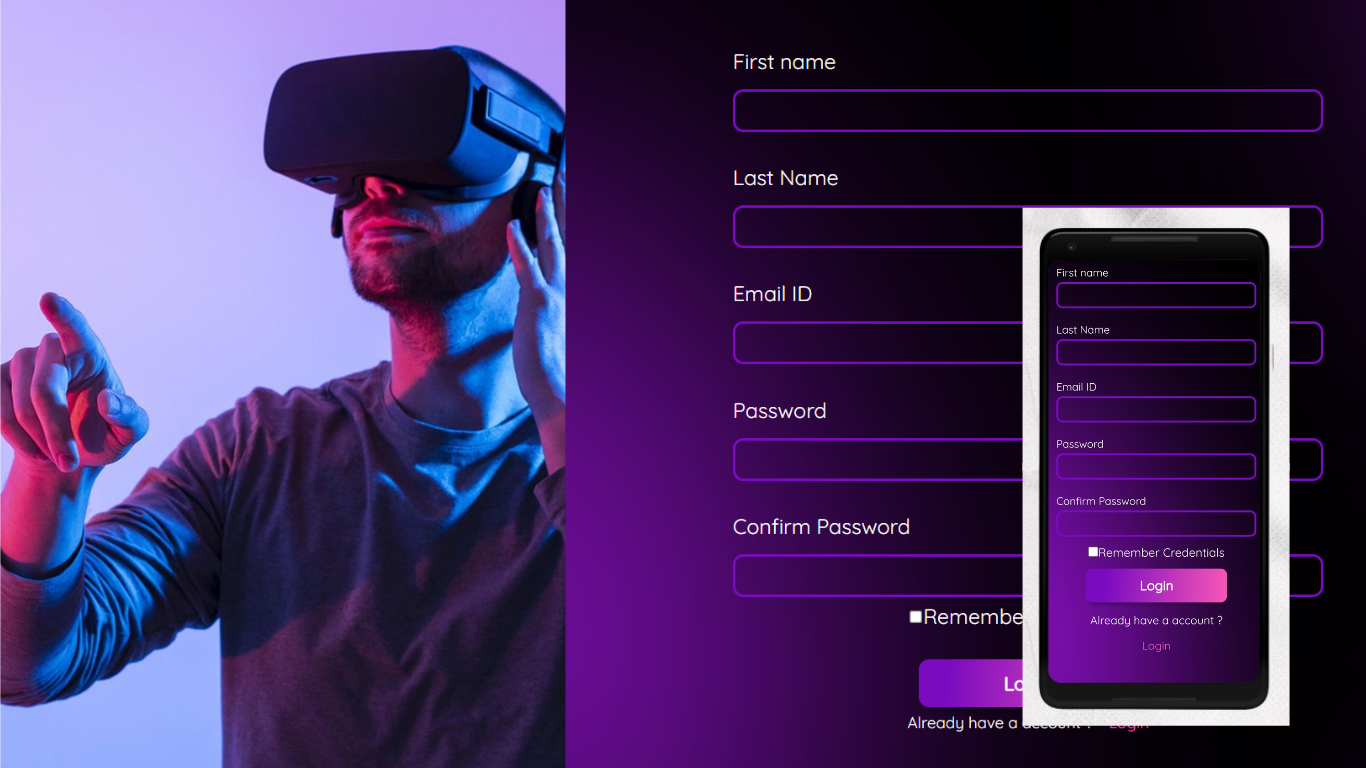 First name
Last Name
Email ID
Password
Confirm Password
Remembe
Lo
Already have a account ? Login
First name
Last Name
Email ID
Password
Confirm Password
Remember Credentials
Login
Already have a account ?
Login